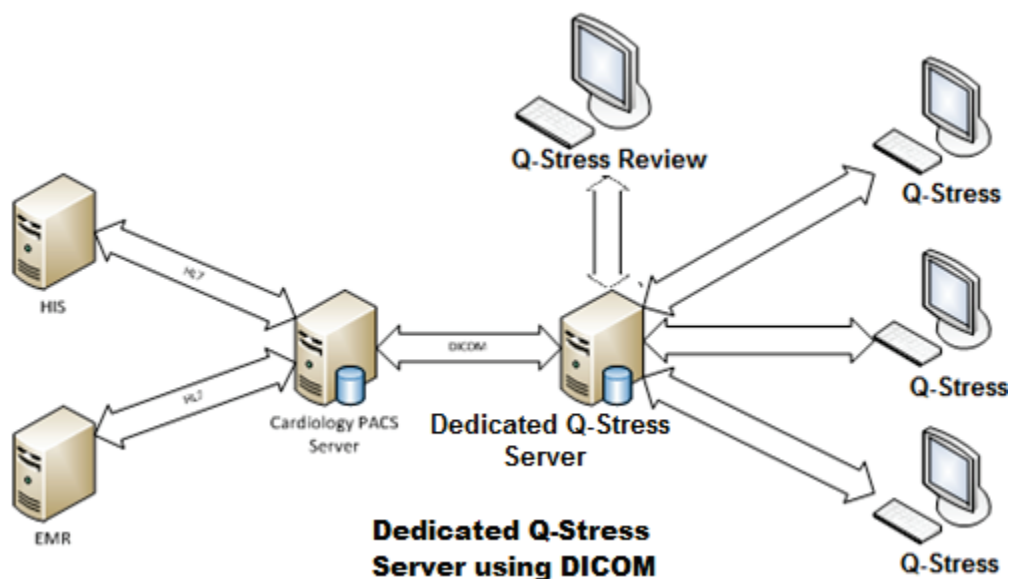 Q-Stress Review
Q-Stress
HIS
HL7
Cardiology PACS
Server
DICOM
Dedicated Q-Stress
Server
Q-Stress
HL7
EMR
Q-Stress
Dedicated Q-Stress
Server using DICOM